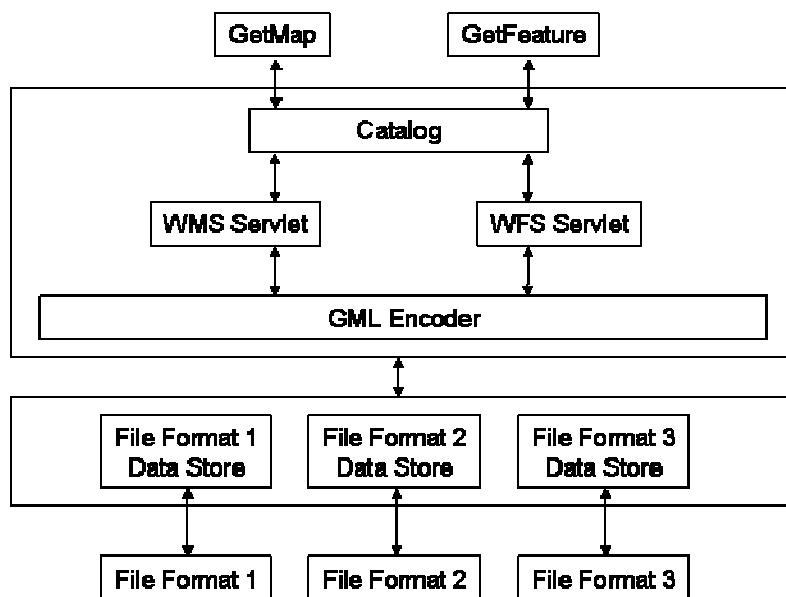 GetMap
GetFeature
Catalog
WMS Servlet
WFS Servlet
GML Encoder
File Format 1
Data Store
File Format 2
Data Store
File Format 3
Data Store
File Format 1
File Format 2
File Format 3